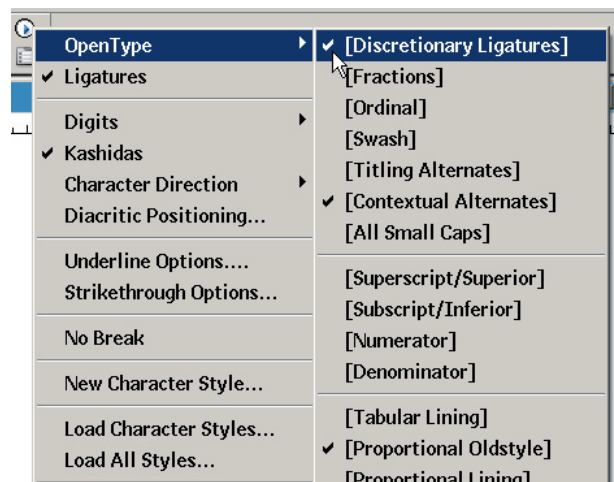 OpenType
Ligatures
Digits
Kashidas
Character Direction
Diacritic Positioning...
Underline Options....
Strikethrough Options...
No Break
New Character Style...
Load Character Styles...
Load All Styles...
[Discretionary Ligatures]
[Fractions]
[Ordinal]
[Swash]
[Titling Alternates]
[Contextual Alternates]
[All Small Caps]
[Superscript/Superior]
[Subscript/Inferior]
[Numerator]
[Denominator]
[Tabular Lining]
[Proportional Oldstyle]
[Proportional Lining]